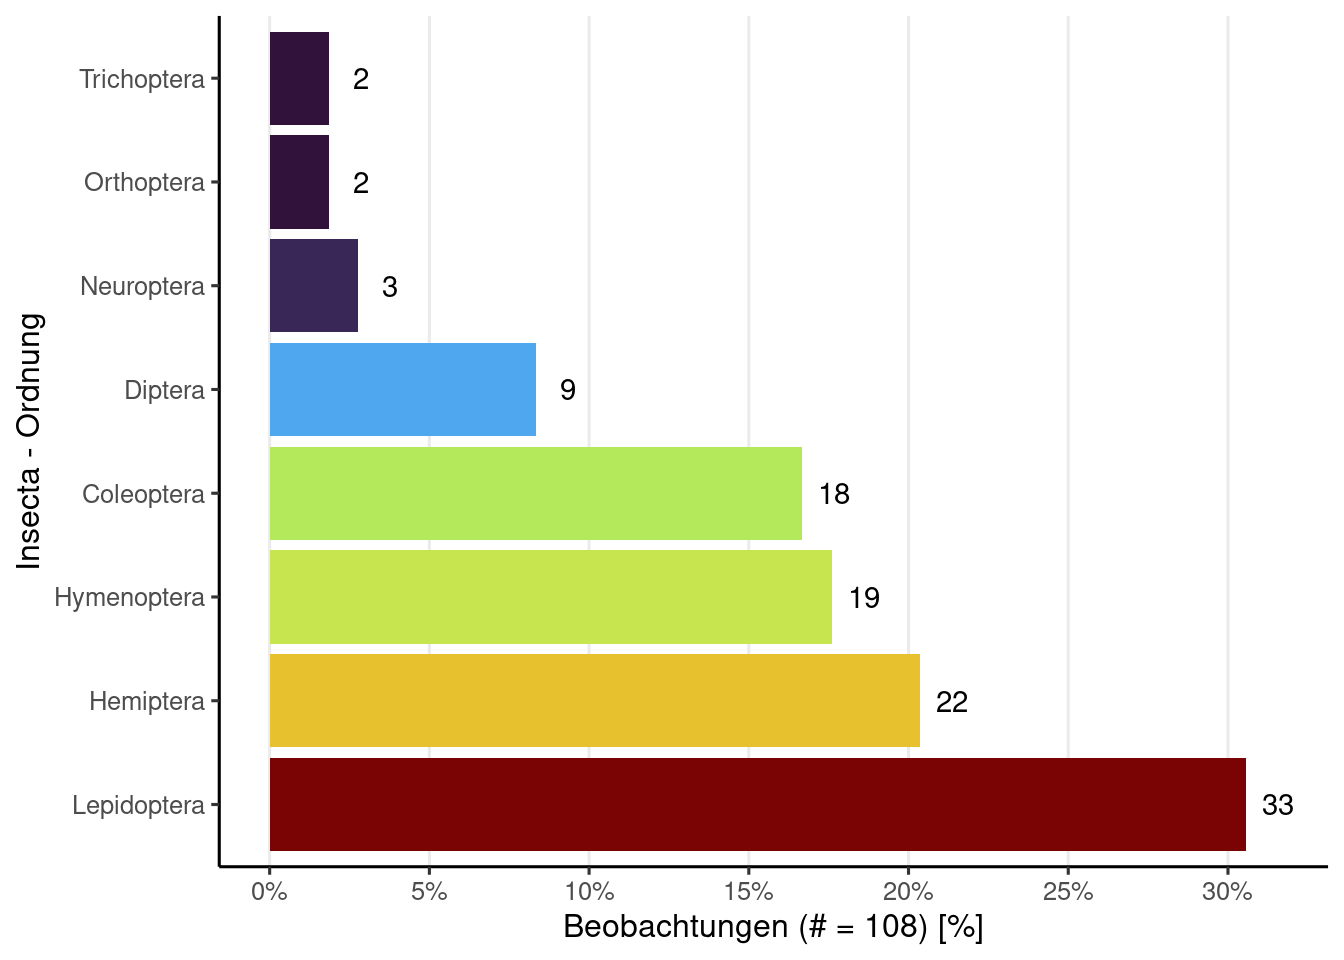 Trichoptera 2
Orthoptera 2
Neuroptera 3
Diptera 9
Coleoptera 18
Hymenoptera 19
Hemiptera 22
Lepidoptera 33
0% 5% 10% 15% 20% 25% 30%
Beobachtungen (# = 108) [%]
Insecta - Ordnung